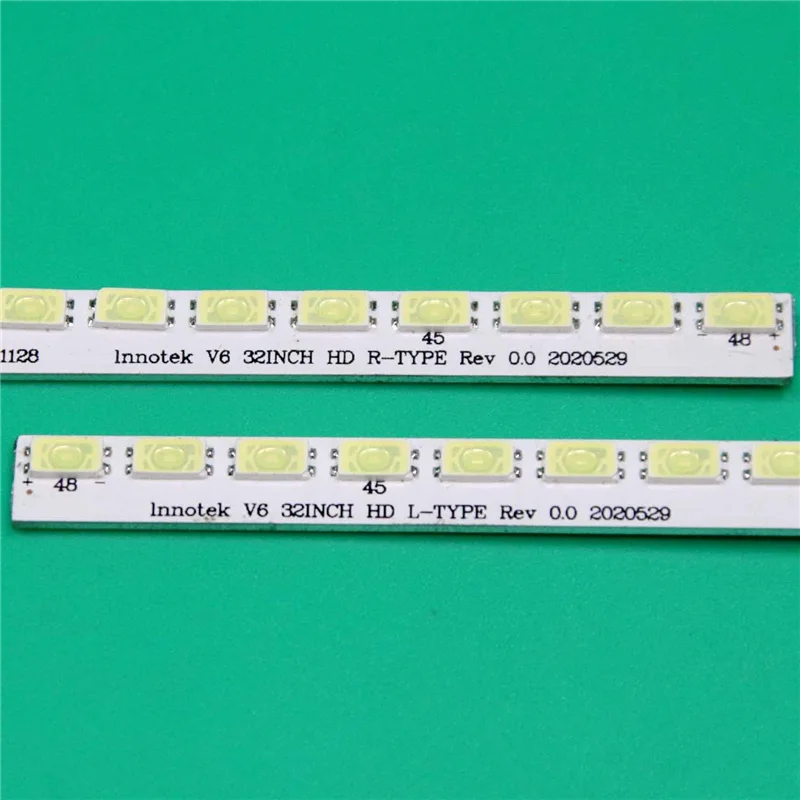 45
- 48 +
1128 Innotek V6 32INCH HD R-TYPE Rev 0.0 2020529
+ 48 - 45
Innotek V6 32INCH HD L-TYPE Rev 0.0 2020529